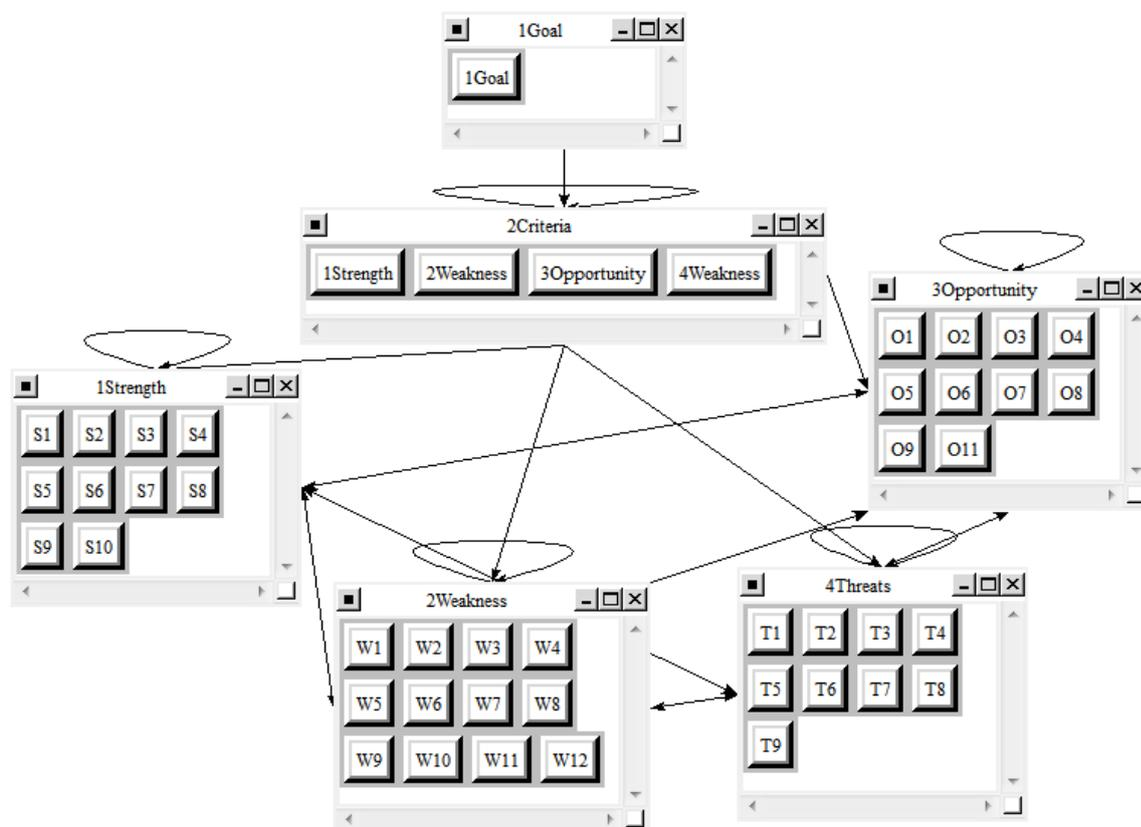 1Goal
1Goal
2Criteria
1Strength 2Weakness 3Opportunity 4Weakness
3Opportunity
O1 O2 O3 O4
O5 O6 O7 O8
O9 O11
1Strength
S1 S2 S3 S4
S5 S6 S7 S8
S9 S10
2Weakness
W1 W2 W3 W4
W5 W6 W7 W8
W9 W10 W11 W12
4Threats
T1 T2 T3 T4
T5 T6 T7 T8
T9